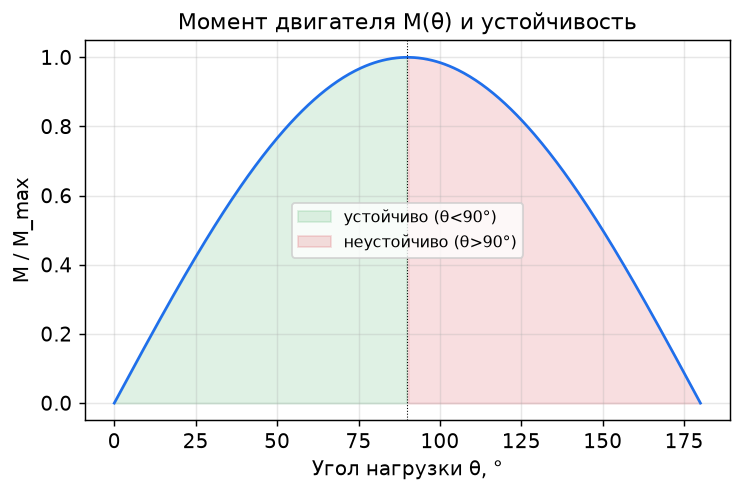 Момент двигателя M(θ) и устойчивость
M / M_max
1.0
0.8
0.6
0.4
0.2
0.0
устойчиво (θ<90°)
неустойчиво (θ>90°)
0 25 50 75 100 125 150 175
Угол нагрузки θ, °